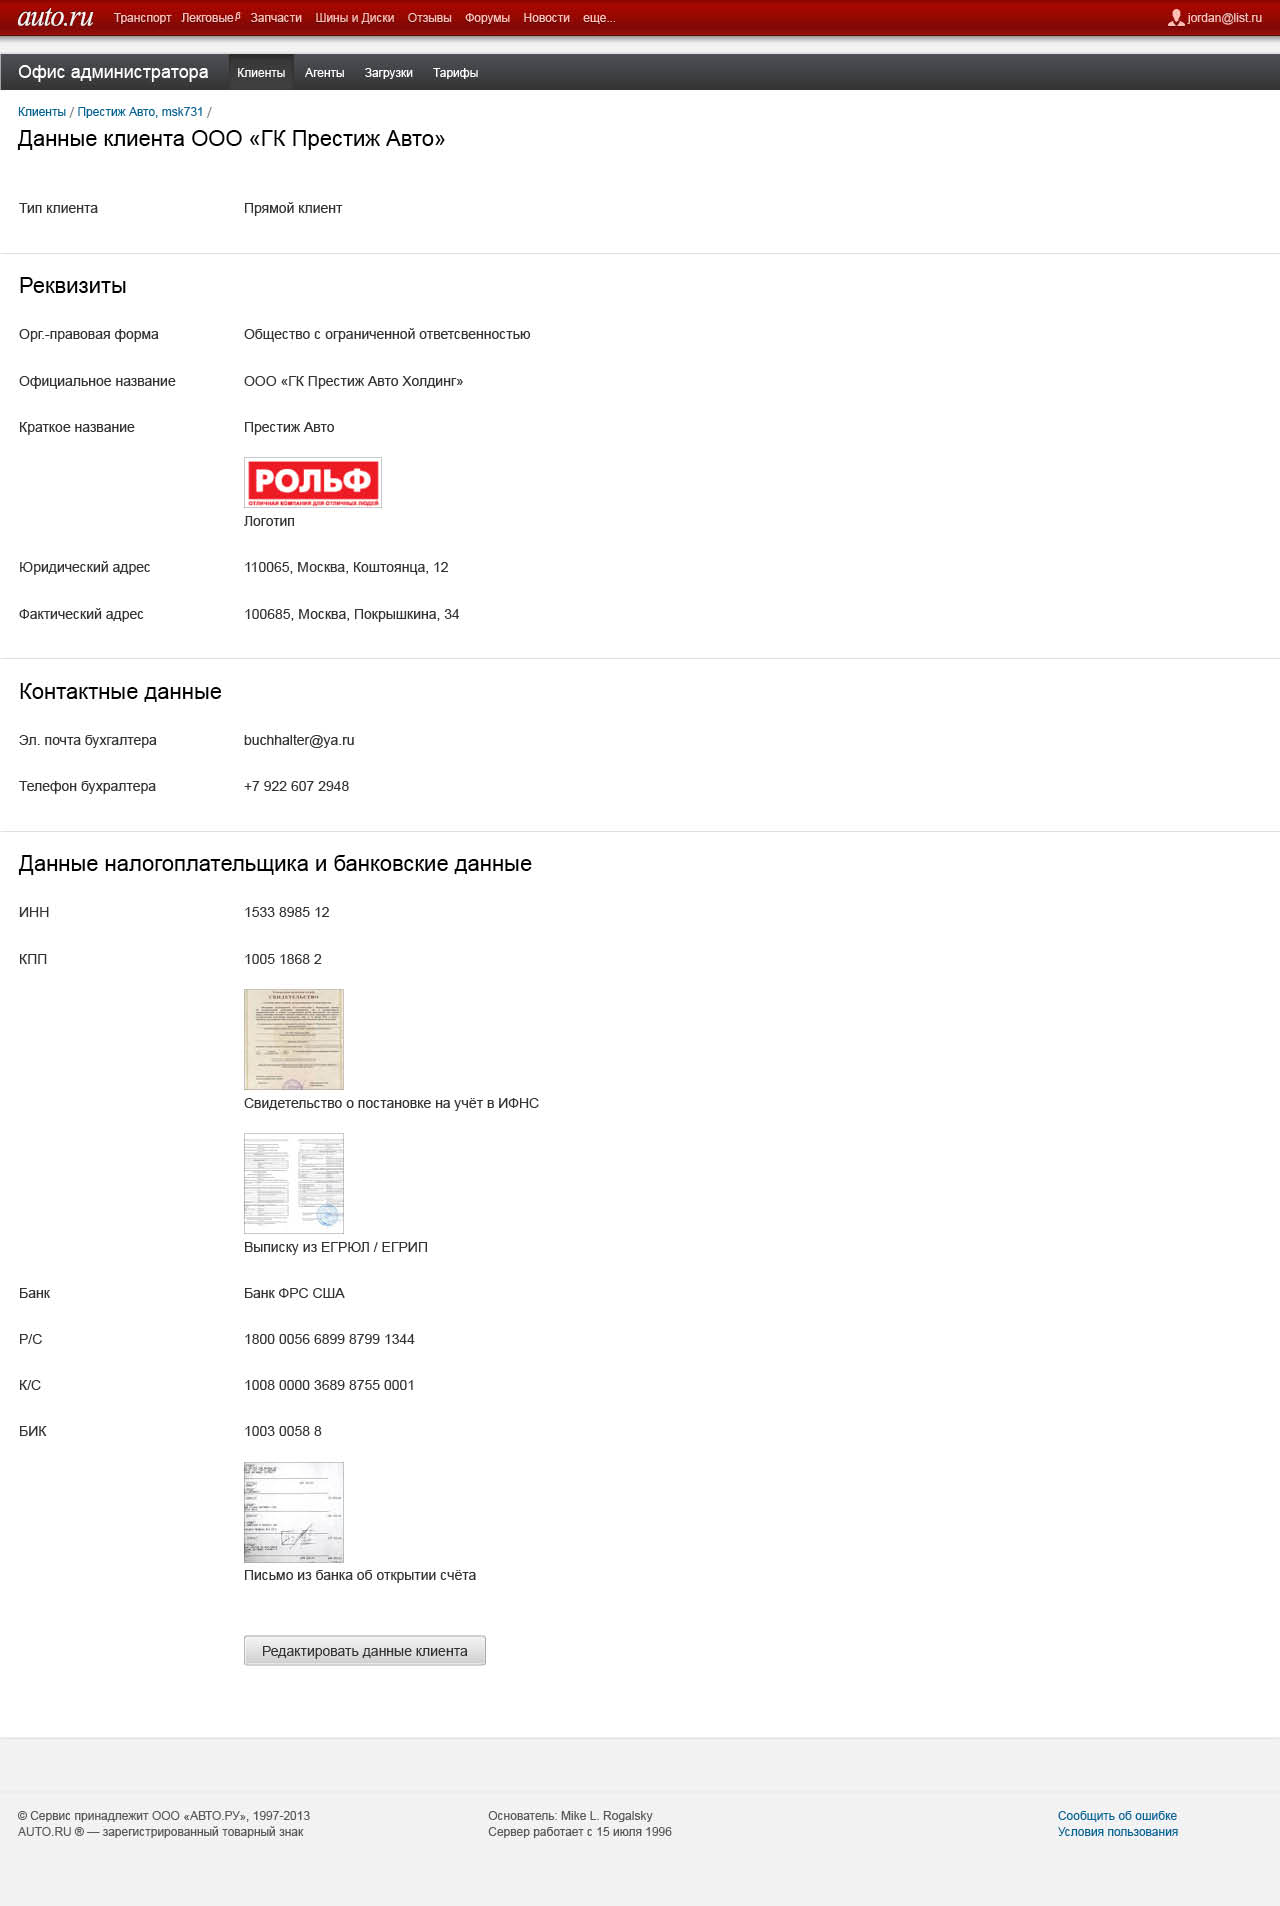 auto.ru Транспорт Легковые β Запчасти Шины и Диски Отзывы Форумы Новости еще... jordan@list.ru
Офис администратора Клиенты Агенты Загрузки Тарифы
Клиенты / Престиж Авто, msk731 /
Данные клиента ООО «ГК Престиж Авто»
Тип клиента Прямой клиент
Реквизиты
Орг.-правовая форма Общество с ограниченной ответсвенностью
Официальное название ООО «ГК Престиж Авто Холдинг»
Краткое название Престиж Авто
РОЛЬФ
ОТЛИЧНАЯ КОМПАНИЯ ДЛЯ ОТЛИЧНЫХ ЛЮДЕЙ
Логотип
Юридический адрес 110065, Москва, Коштоянца, 12
Фактический адрес 100685, Москва, Покрышкина, 34
Контактные данные
Эл. почта бухгалтера buchhalter@ya.ru
Телефон бухралтера +7 922 607 2948
Данные налогоплательщика и банковские данные
ИНН 1533 8985 12
КПП 1005 1868 2
СВИДЕТЕЛЬСТВО
Свидетельство о постановке на учёт в ИФНС
Выписку из ЕГРЮЛ / ЕГРИП
Банк Банк ФРС США
Р/С 1800 0056 6899 8799 1344
К/С 1008 0000 3689 8755 0001
БИК 1003 0058 8
Письмо из банка об открытии счёта
Редактировать данные клиента
© Сервис принадлежит ООО «АВТО.РУ», 1997-2013 Основатель: Mike L. Rogalsky Сообщить об ошибке
AUTO.RU ® — зарегистрированный товарный знак Сервер работает с 15 июля 1996 Условия пользования